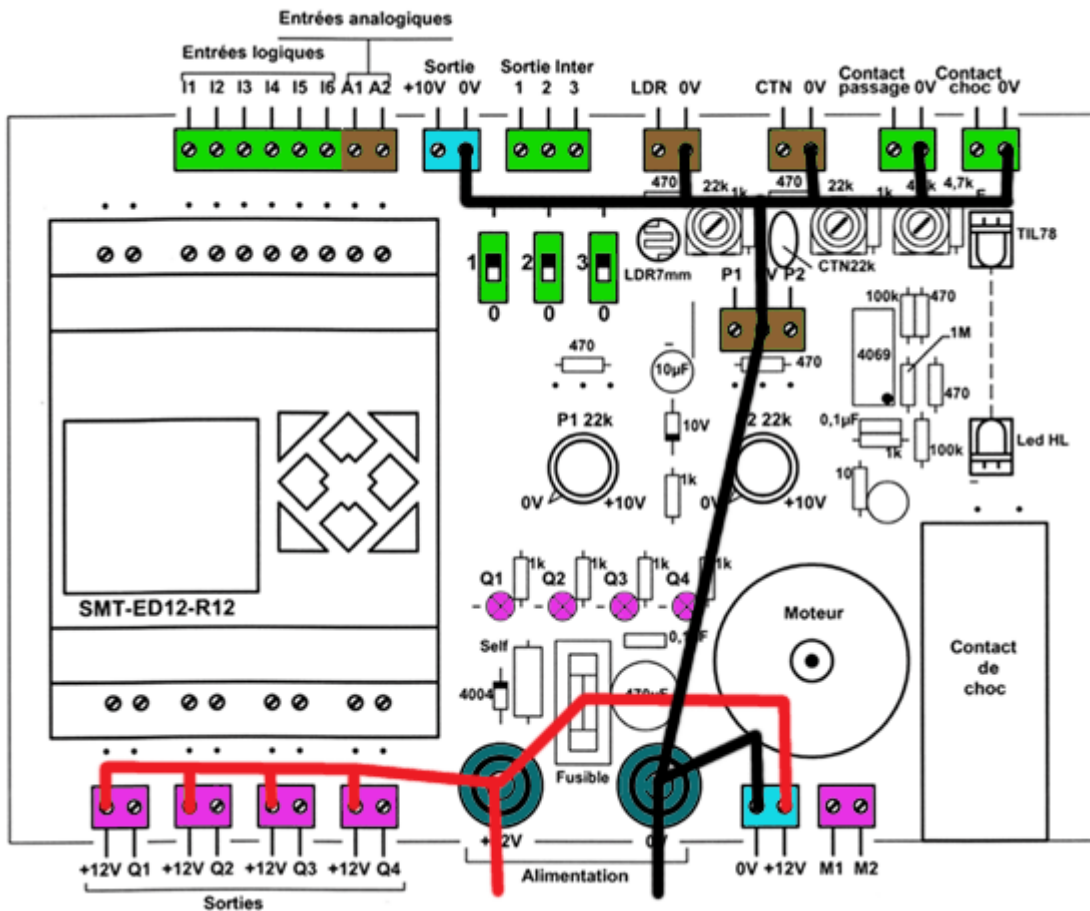 Entrées analogiques
Entrées logiques
Sortie
Sortie Inter
Contact passage
Contact choc
I1 I2 I3 I4 I5 I6 A1 A2
+10V 0V
1 2 3
LDR 0V
CTN 0V
0V
0V
470
22k
1k
470
22k
1k
4,7k
1 2 3
0 0 0
LDR7mm
P1
V P2
CTN22k
TIL78
470
10µF
470
100k
470
1M
4069
470
P1 22k
10V
2 22k
0,1µF
1k
100k
Led HL
0V
+10V
1k
0V
+10V
10
SMT-ED12-R12
Q1 1k
Q2 1k
Q3 1k
Q4 1k
Moteur
Contact
de
choc
Self
4004
470µF
Fusible
+12V
0V
Alimentation
+12V Q1
+12V Q2
+12V Q3
+12V Q4
0V +12V
M1 M2
Sorties